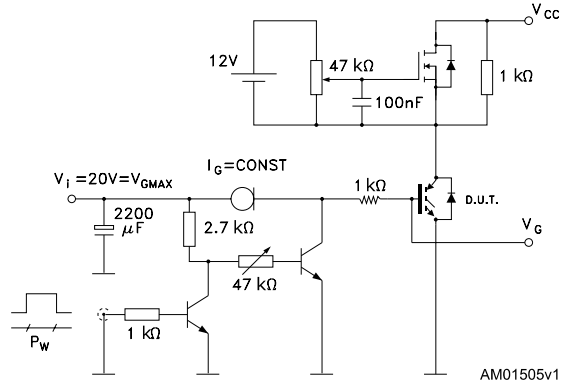 V CC
12V
47 kΩ
1 kΩ
100nF
I G=CONST
V i =20V=V GMAX
1 kΩ
D.U.T.
2200
μF
2.7 kΩ
V G
47 kΩ
1 kΩ
P W
AM01505v1